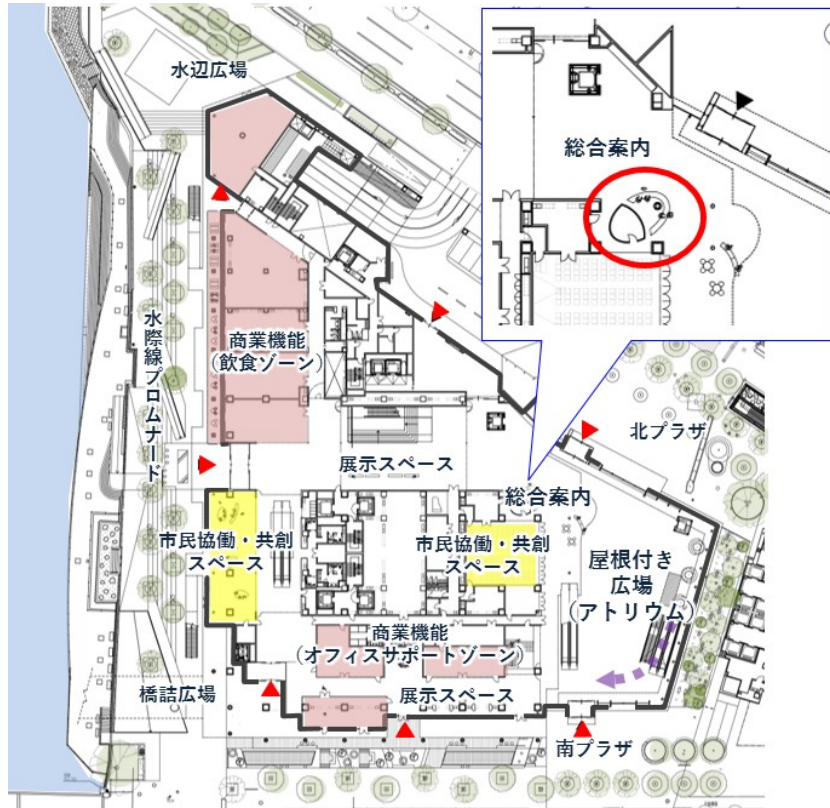 水辺広場
総合案内
水際線プロムナード
商業機能
（飲食ゾーン）
北プラザ
展示スペース
総合案内
市民協働・共創
スペース
市民協働・共創
スペース
屋根付き
広場
（アトリウム）
商業機能
（オフィスサポートゾーン）
橋詰広場
展示スペース
南プラザ